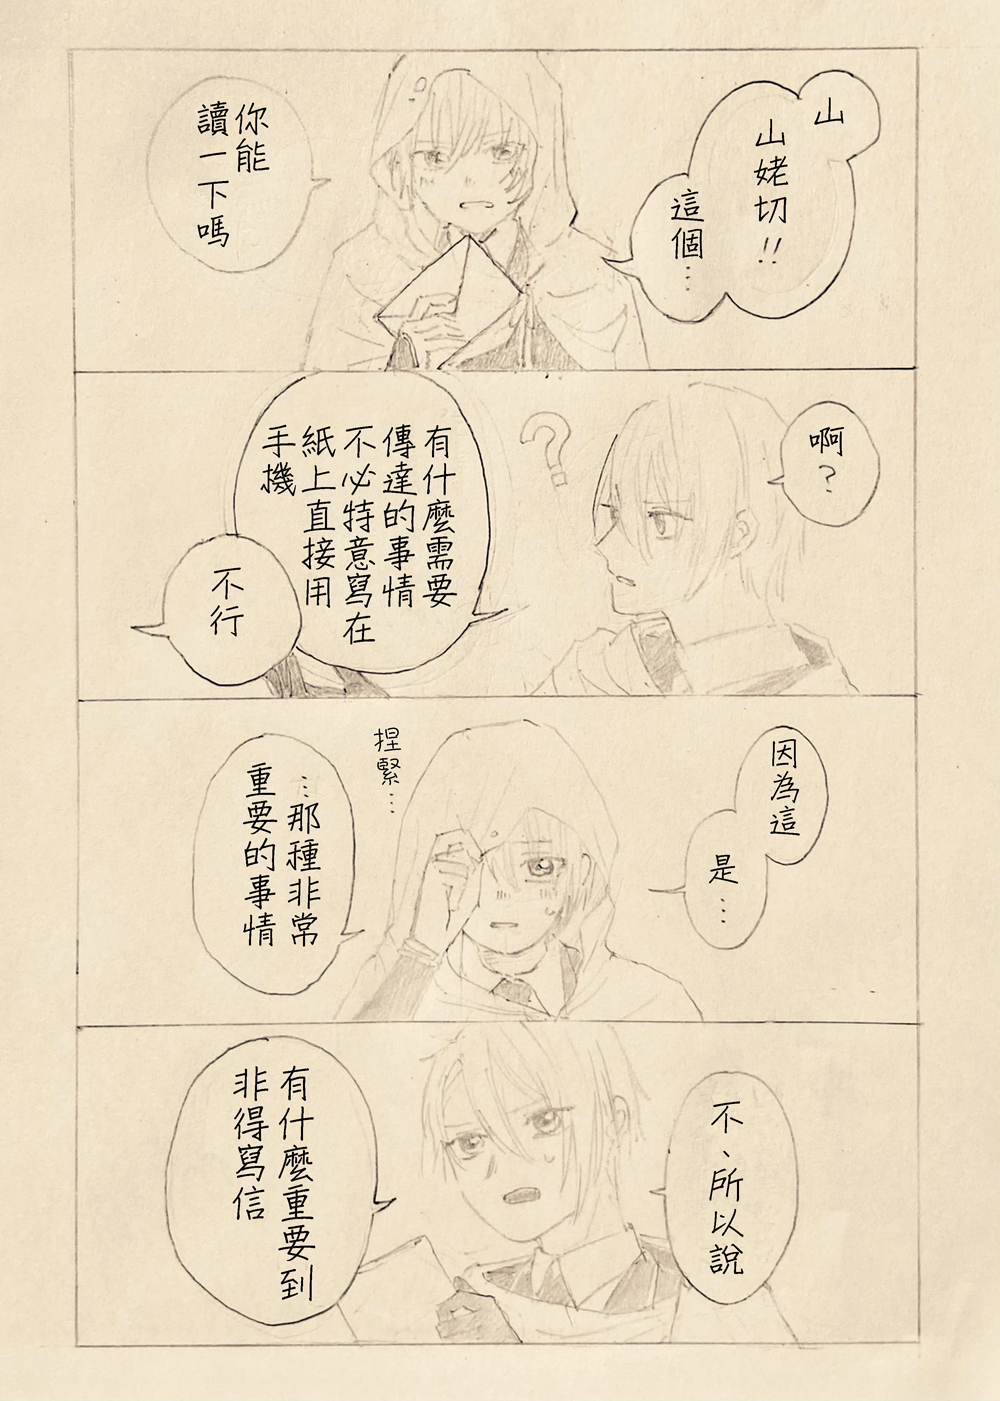 山
山姥切!!
這個…
你能
讀一下嗎
啊?
有什麼需要
傳達的事情
不必特意寫在
紙上直接用
手機
不行
因為這
是…
捏緊…
…那種非常
重要的事情
不、所以說
有什麼重要到
非得寫信